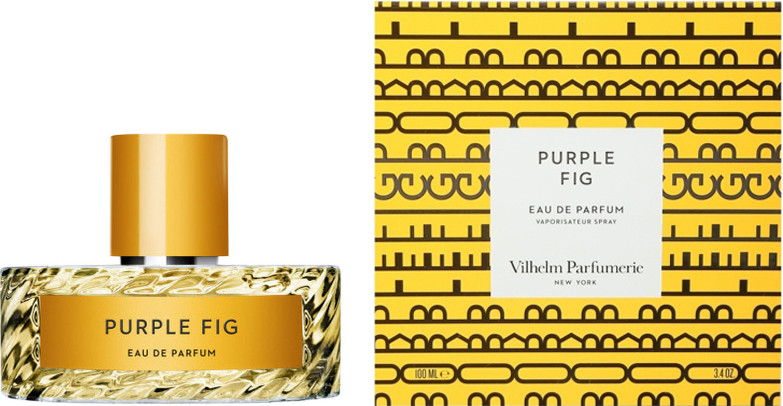 PURPLE FIG
EAU DE PARFUM
PURPLE
FIG
EAU DE PARFUM
VAPORISATEUR SPRAY
Vilhelm Parfumerie
NEW YORK
100 ML ℮
3.4 OZ